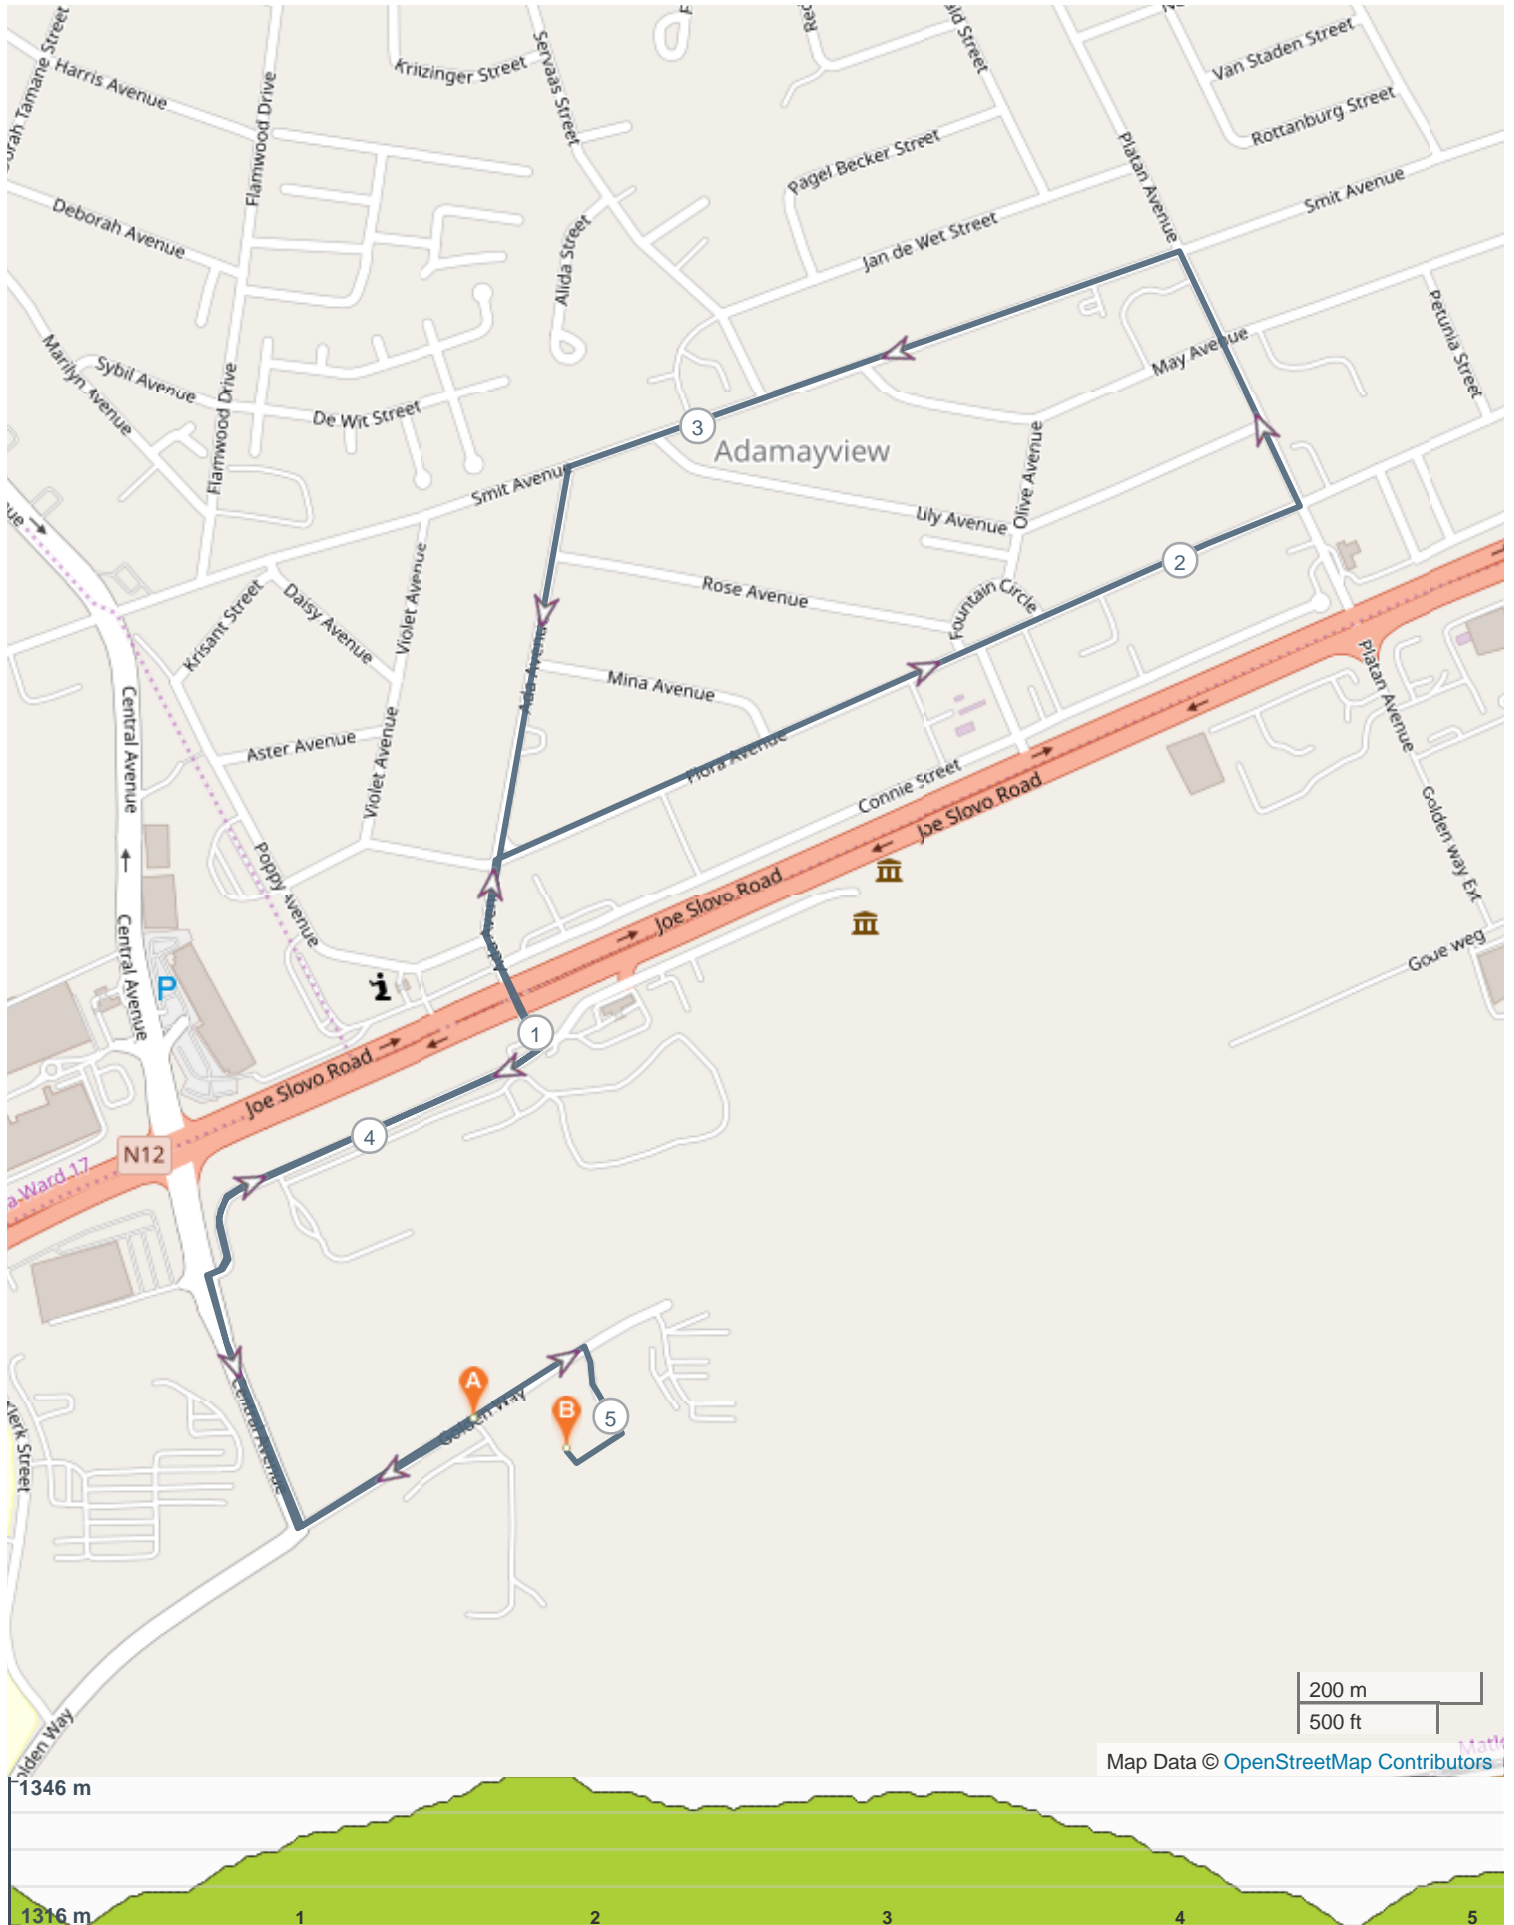 Harris Avenue
Flamwood Drive
Kritzinger Street
Servaas Street
Van Staden Street
Rottanburg Street
Pagel Becker Street
Platan Avenue
Smit Avenue
Deborah Avenue
Alida Street
Jan de Wet Street
May Avenue
Petunia Street
Marilyn Avenue
Sybil Avenue
Flamwood Drive
De Wit Street
3
Adamayview
Smit Avenue
Olive Avenue
Lily Avenue
2
Rose Avenue
Fountain Circle
Krisant Street
Daisy Avenue
Violet Avenue
Ada Avenue
Mina Avenue
Platan Avenue
Central Avenue
Aster Avenue
Violet Avenue
Flora Avenue
Connie Street
Joe Slovo Road
Golden way Ext
Poppy Avenue
Joe Slovo Road
Central Avenue
Goue weg
P
1
Joe Slovo Road
4
N12
a Ward 17
A
B
5
Golden Way
Central Avenue
Klerk Street
olden Way
200 m
500 ft
Map Data © OpenStreetMap Contributors
1346 m
1316 m
1 2 3 4 5